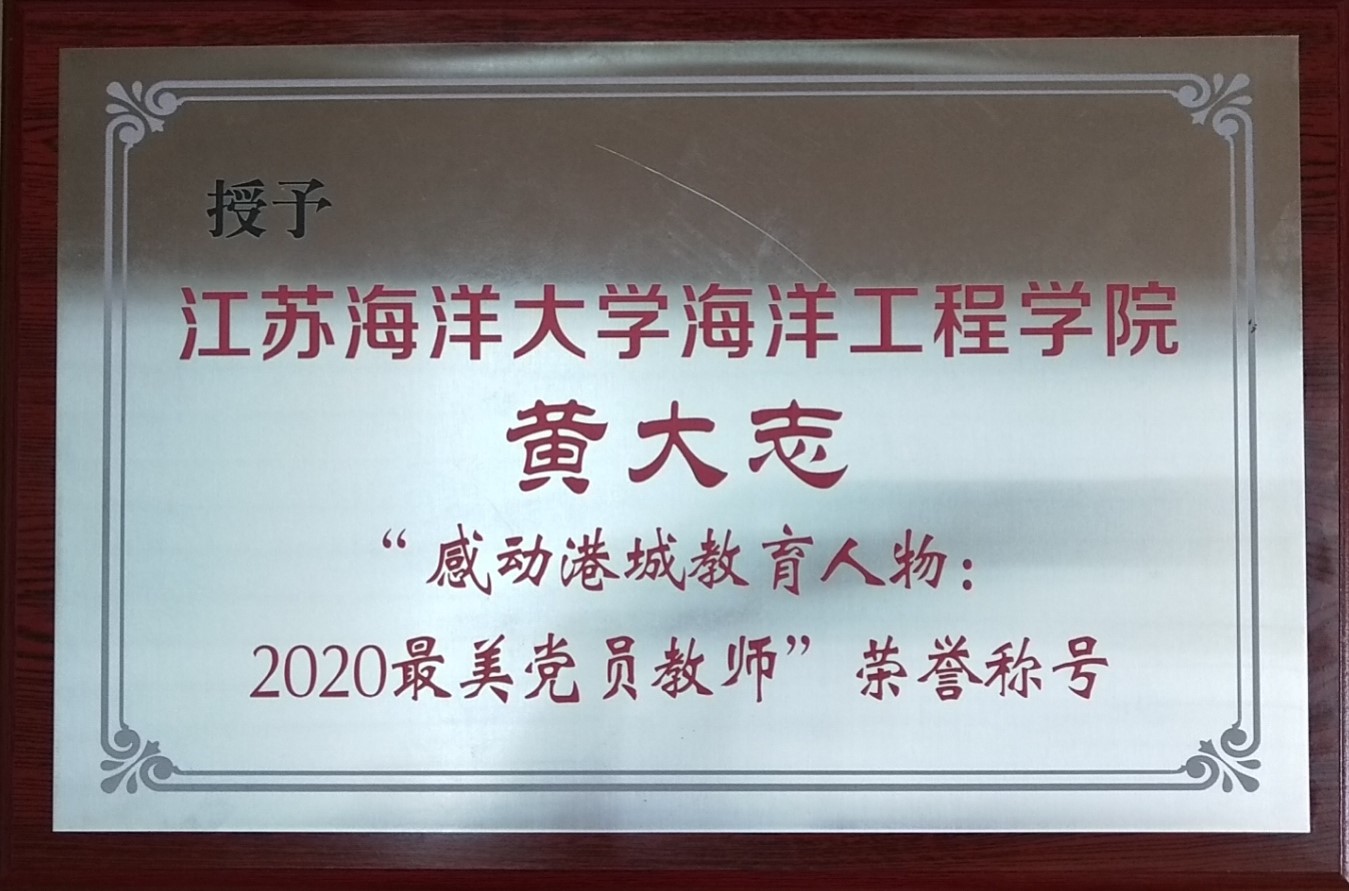 授予
江苏海洋大学海洋工程学院
黄大志
“感动港城教育人物：
2020最美党员教师”荣誉称号